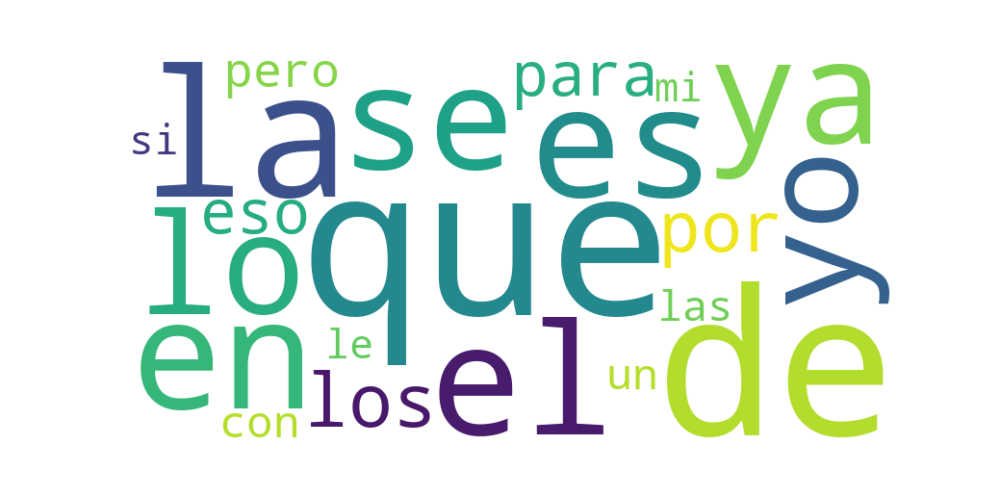 pero
para
mi
ya
la
se
es
si
yo
eso
que
por
lo
las
en
le
el
de
un
los
con